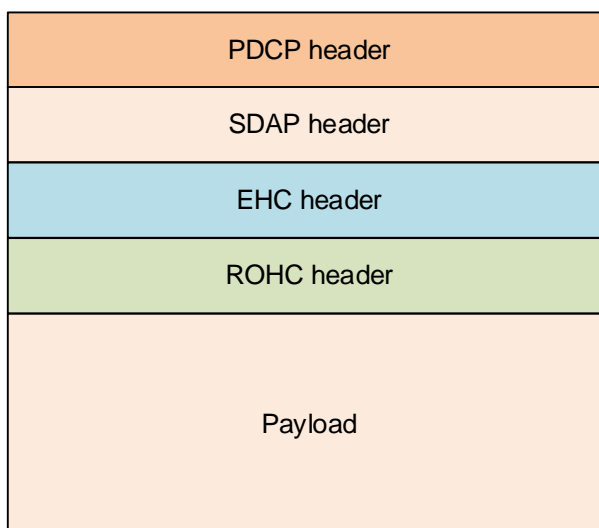 PDCP header
SDAP header
EHC header
ROHC header
Payload